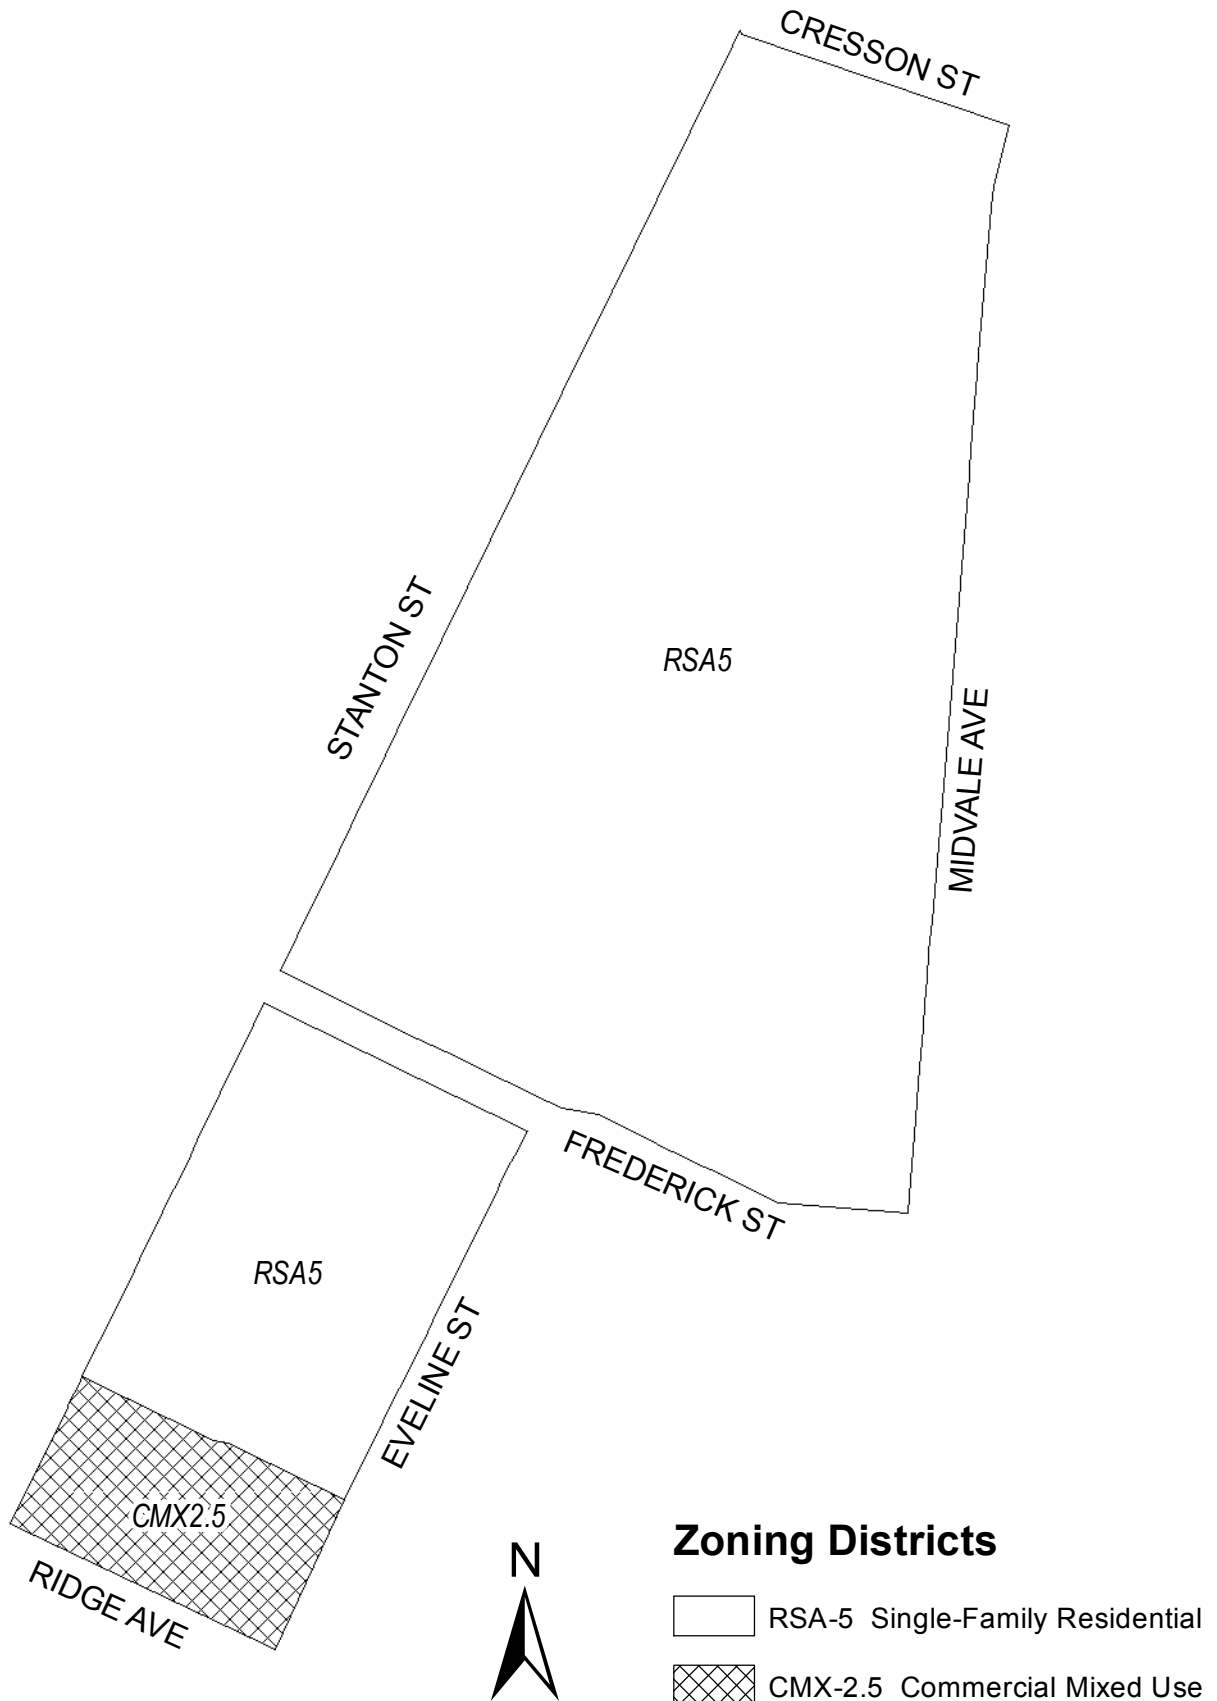 CRESSON ST
STANTON ST
RSA5
MIDVALE AVE
FREDERICK ST
RSA5
EVELINE ST
CMX2.5
RIDGE AVE
N
Zoning Districts
RSA-5 Single-Family Residential
CMX-2.5 Commercial Mixed Use